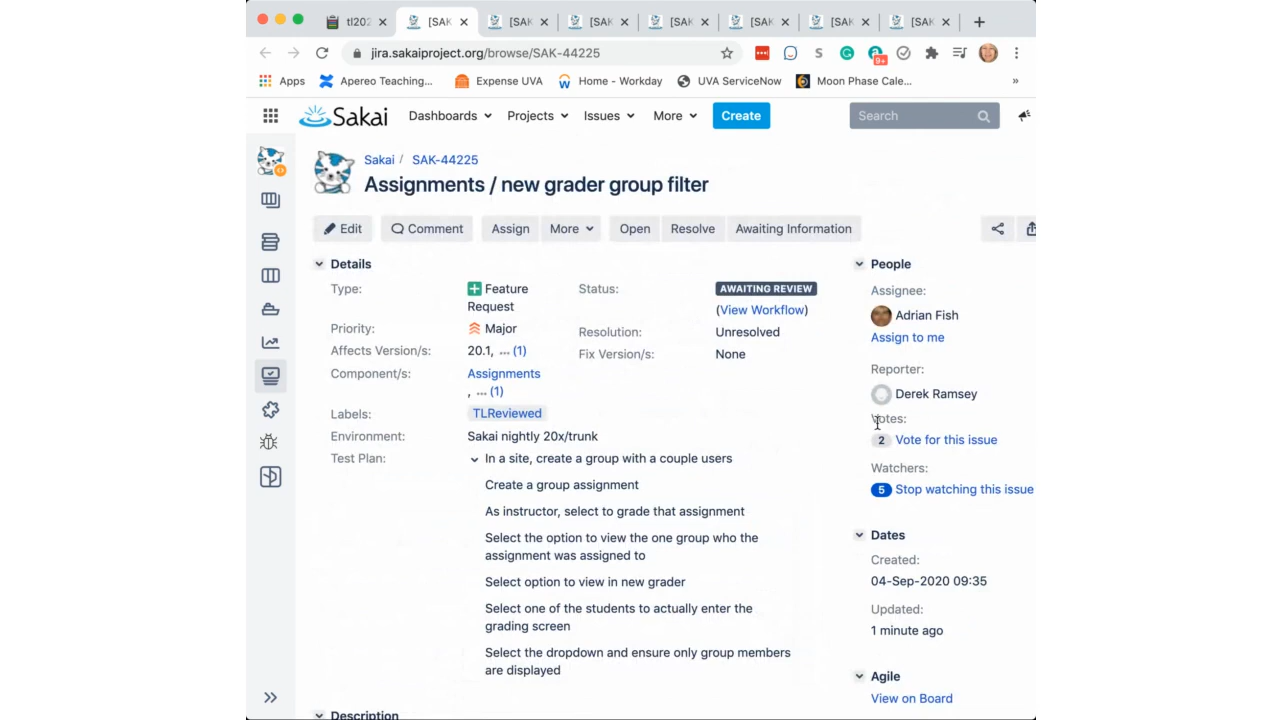 tl202
[SAK
[SAK
[SAK
[SAK
[SAK
[SAK
[SAK
jira.sakaiproject.org/browse/SAK-44225
S
9+
Apps
Apereo Teaching...
Expense UVA
Home - Workday
UVA ServiceNow
Moon Phase Cale...
»
Sakai
Dashboards
Projects
Issues
More
Create
Search
Sakai / SAK-44225
Assignments / new grader group filter
Edit
Comment
Assign
More
Open
Resolve
Awaiting Information
Details
Type: Feature Request
Status: AWAITING REVIEW
(View Workflow)
Priority: Major
Resolution: Unresolved
Affects Version/s: 20.1, ... (1)
Fix Version/s: None
Component/s: Assignments
, ... (1)
Labels: TLReviewed
Environment: Sakai nightly 20x/trunk
Test Plan: In a site, create a group with a couple users
Create a group assignment
As instructor, select to grade that assignment
Select the option to view the one group who the
assignment was assigned to
Select option to view in new grader
Select one of the students to actually enter the
grading screen
Select the dropdown and ensure only group members
are displayed
Description
People
Assignee:
Adrian Fish
Assign to me
Reporter:
Derek Ramsey
Votes:
2 Vote for this issue
Watchers:
5 Stop watching this issue
Dates
Created:
04-Sep-2020 09:35
Updated:
1 minute ago
Agile
View on Board